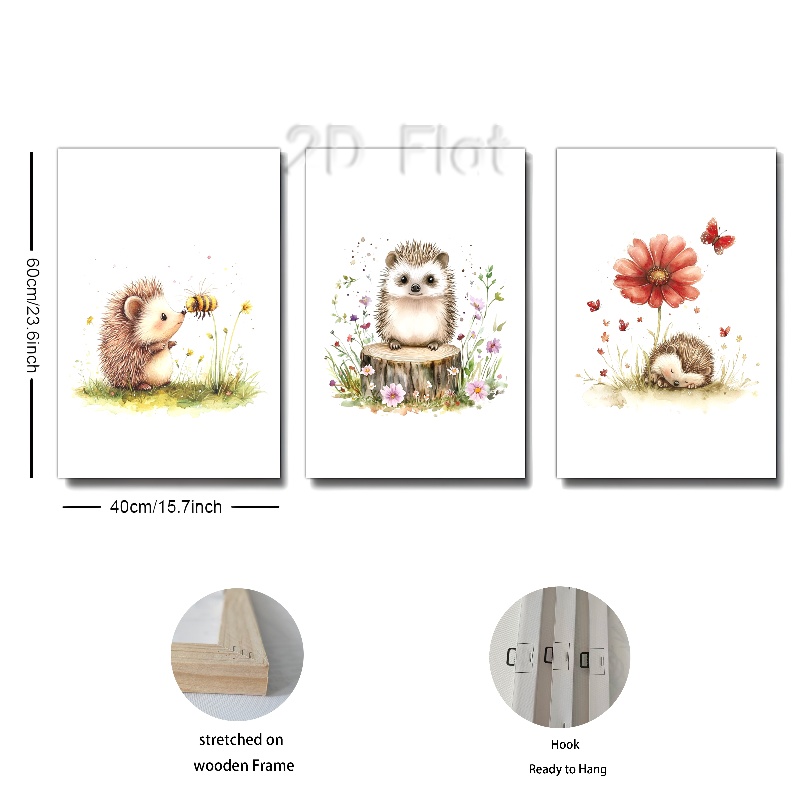 2D Flat
60cm/23.6inch
40cm/15.7inch
stretched on
wooden Frame
Hook
Ready to Hang